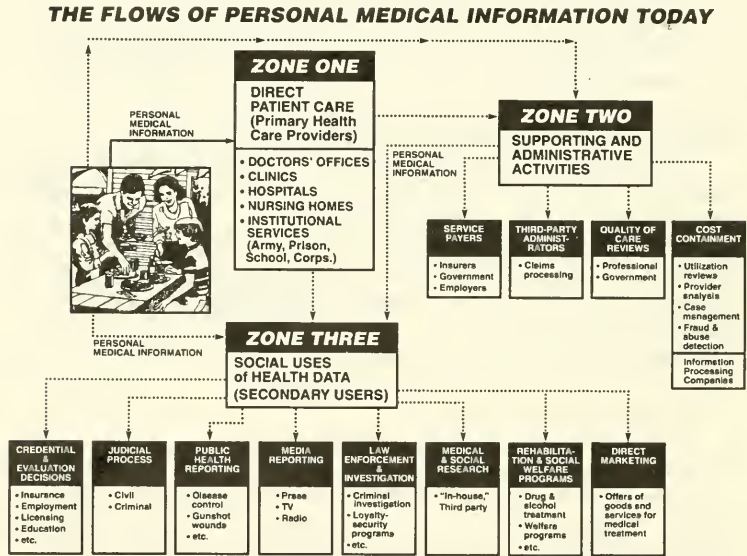 THE FLOWS OF PERSONAL MEDICAL INFORMATION TODAY
ZONE ONE
DIRECT
PATIENT CARE
(Primary Health
Care Providers)
• DOCTORS' OFFICES
• CLINICS
• HOSPITALS
• NURSING HOMES
• INSTITUTIONAL
SERVICES
(Army, Prison,
School, Corps.)
PERSONAL
MEDICAL
INFORMATION
ZONE TWO
SUPPORTING AND
ADMINISTRATIVE
ACTIVITIES
PERSONAL
MEDICAL
INFORMATION
SERVICE
PAYERS
• Insurers
• Government
• Employers
THIRD-PARTY
ADMINIST-
RATORS
• Claims
processing
QUALITY OF
CARE
REVIEWS
• Professional
• Government
COST
CONTAINMENT
• Utilization
reviews
• Provider
analysis
• Case
msnagement
• Fraud &
abuse
detection
Information
Processing
Companies
PERSONAL
MEDICAL INFORMATION
ZONE THREE
SOCIAL USES
of HEALTH DATA
(SECONDARY USERS)
CREDENTIAL
&
EVALUATION
DECISIONS
• Insurance
• Employment
• Licensing
• Education
• etc.
JUDICIAL
PROCESS
• Civil
• Criminal
PUBLIC
HEALTH
REPORTING
• Disease
control
• Gunshot
wounds
• etc.
MEDIA
REPORTING
• Press
• TV
• Radio
LAW
ENFORCEMENT
&
INVESTIGATION
• Criminal
investigation
• Loyalty-
security
programs
• etc.
MEDICAL
& SOCIAL
RESEARCH
• "In-house,"
Third party
REHABILITA-
TION & SOCIAL
WELFARE
PROGRAMS
• Drug &
alcohol
treatment
• Welfare
programs
• etc.
DIRECT
MARKETING
• Offers of
goods and
services for
medical
treatment